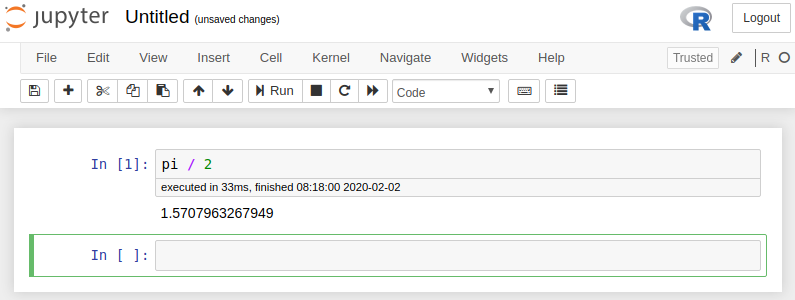 jupyter Untitled (unsaved changes) R Logout
File Edit View Insert Cell Kernel Navigate Widgets Help Trusted R
Run Code
In [1]: pi / 2
executed in 33ms, finished 08:18:00 2020-02-02
1.5707963267949
In [ ]: